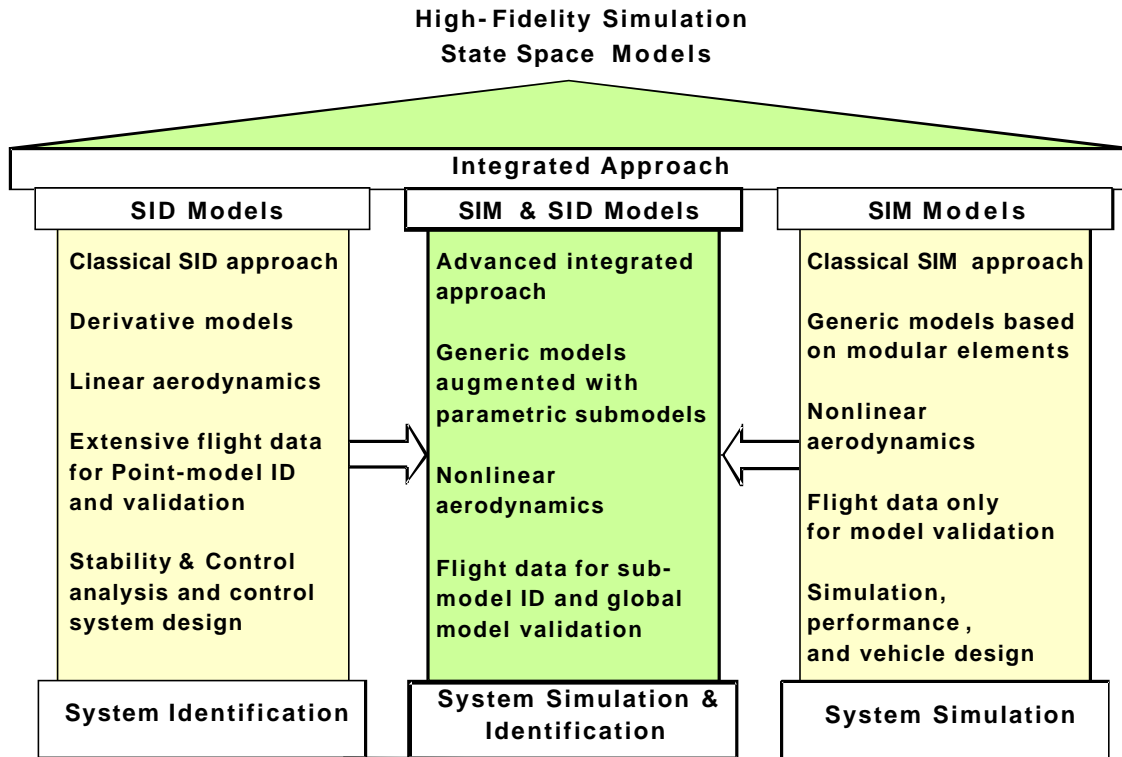 High-Fidelity Simulation
State Space Models
Integrated Approach
SID Models
Classical SID approach
Derivative models
Linear aerodynamics
Extensive flight data
for Point-model ID
and validation
Stability & Control
analysis and control
system design
System Identification
SIM & SID Models
Advanced integrated
approach
Generic models
augmented with
parametric submodels
Nonlinear
aerodynamics
Flight data for sub-
model ID and global
model validation
System Simulation &
Identification
SIM Models
Classical SIM approach
Generic models based
on modular elements
Nonlinear
aerodynamics
Flight data only
for model validation
Simulation,
performance,
and vehicle design
System Simulation